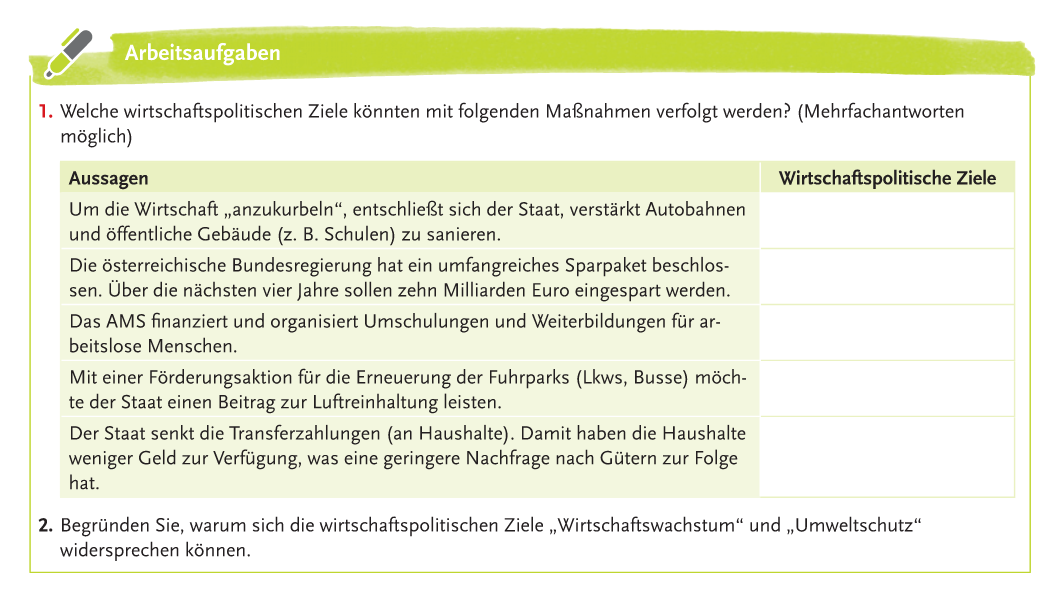 Arbeitsaufgaben
1. Welche wirtschaftspolitischen Ziele könnten mit folgenden Maßnahmen verfolgt werden? (Mehrfachantworten
möglich)
Aussagen
Wirtschaftspolitische Ziele
Um die Wirtschaft „anzukurbeln“, entschließt sich der Staat, verstärkt Autobahnen
und öffentliche Gebäude (z. B. Schulen) zu sanieren.
Die österreichische Bundesregierung hat ein umfangreiches Sparpaket beschlos-
sen. Über die nächsten vier Jahre sollen zehn Milliarden Euro eingespart werden.
Das AMS finanziert und organisiert Umschulungen und Weiterbildungen für ar-
beitslose Menschen.
Mit einer Förderungsaktion für die Erneuerung der Fuhrparks (Lkws, Busse) möch-
te der Staat einen Beitrag zur Luftreinhaltung leisten.
Der Staat senkt die Transferzahlungen (an Haushalte). Damit haben die Haushalte
weniger Geld zur Verfügung, was eine geringere Nachfrage nach Gütern zur Folge
hat.
2. Begründen Sie, warum sich die wirtschaftspolitischen Ziele „Wirtschaftswachstum“ und „Umweltschutz“
widersprechen können.